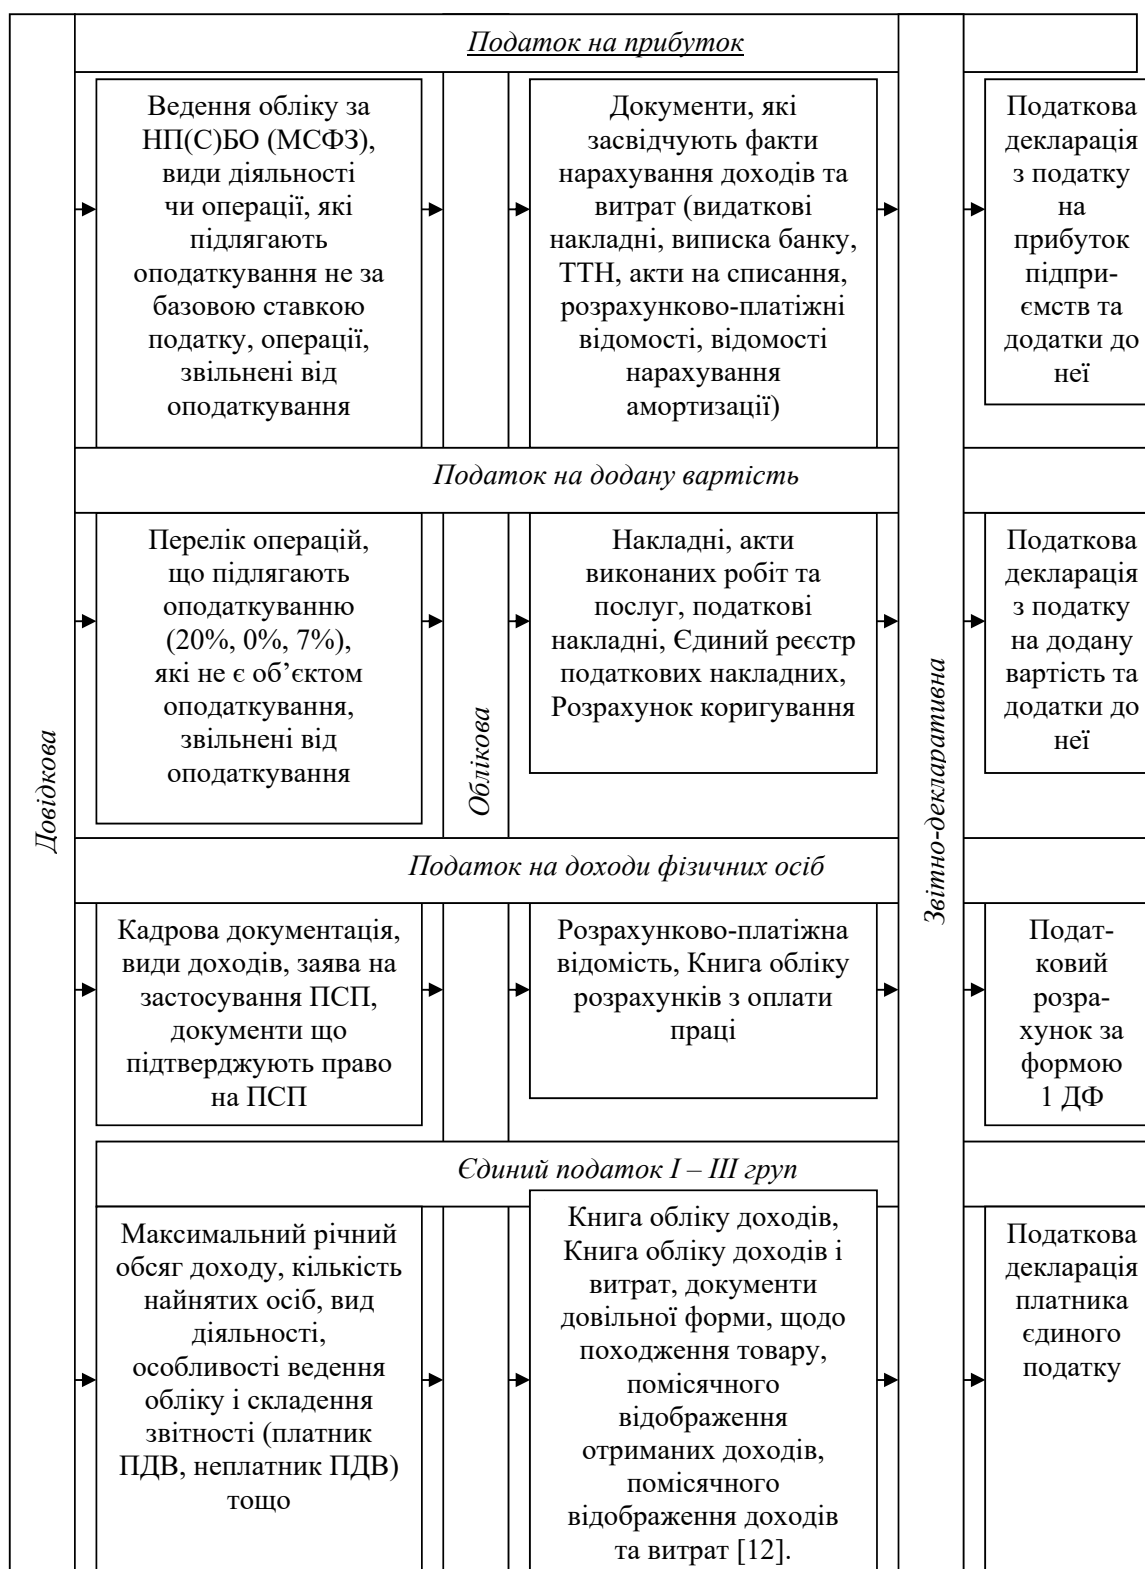 Податок на прибуток
Ведення обліку за
НП(С)БО (МСФЗ),
види діяльності
чи операції, які
підлягають
оподаткування не за
базовою ставкою
податку, операції,
звільнені від
оподаткування
Документи, які
засвідчують факти
нарахування доходів та
витрат (видаткові
накладні, виписка банку,
ТТН, акти на списання,
розрахунково-платіжні
відомості, відомості
нарахування
амортизації)
Податкова
декларація
з податку
на
прибуток
підпри-
ємств та
додатки до
неї
Податок на додану вартість
Перелік операцій,
що підлягають
оподаткуванню
(20%, 0%, 7%),
які не є об’єктом
оподаткування,
звільнені від
оподаткування
Накладні, акти
виконаних робіт та
послуг, податкові
накладні, Єдиний реєстр
податкових накладних,
Розрахунок коригування
Податкова
декларація
з податку
на додану
вартість та
додатки до
неї
Довідкова
Облікова
Звітно-декларативна
Податок на доходи фізичних осіб
Кадрова документація,
види доходів, заява на
застосування ПСП,
документи що
підтверджують право
на ПСП
Розрахунково-платіжна
відомість, Книга обліку
розрахунків з оплати
праці
Подат-
ковий
розра-
хунок за
формою
1 ДФ
Єдиний податок І – ІІІ груп
Максимальний річний
обсяг доходу, кількість
найнятих осіб, вид
діяльності,
особливості ведення
обліку і складення
звітності (платник
ПДВ, неплатник ПДВ)
тощо
Книга обліку доходів,
Книга обліку доходів і
витрат, документи
довільної форми, щодо
походження товару,
помісячного
відображення
отриманих доходів,
помісячного
відображення доходів
та витрат [12].
Податкова
декларація
платника
єдиного
податку